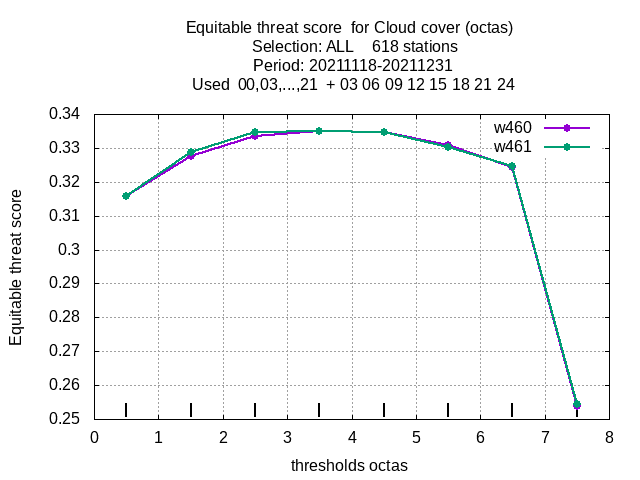 Equitable threat score  for Cloud cover (octas)
Selection: ALL    618 stations
Period: 20211118-20211231
Used  00,03,...,21  + 03 06 09 12 15 18 21 24
w460
w461
Equitable threat score
0.34
0.33
0.32
0.31
0.3
0.29
0.28
0.27
0.26
0.25
0 1 2 3 4 5 6 7 8
thresholds octas